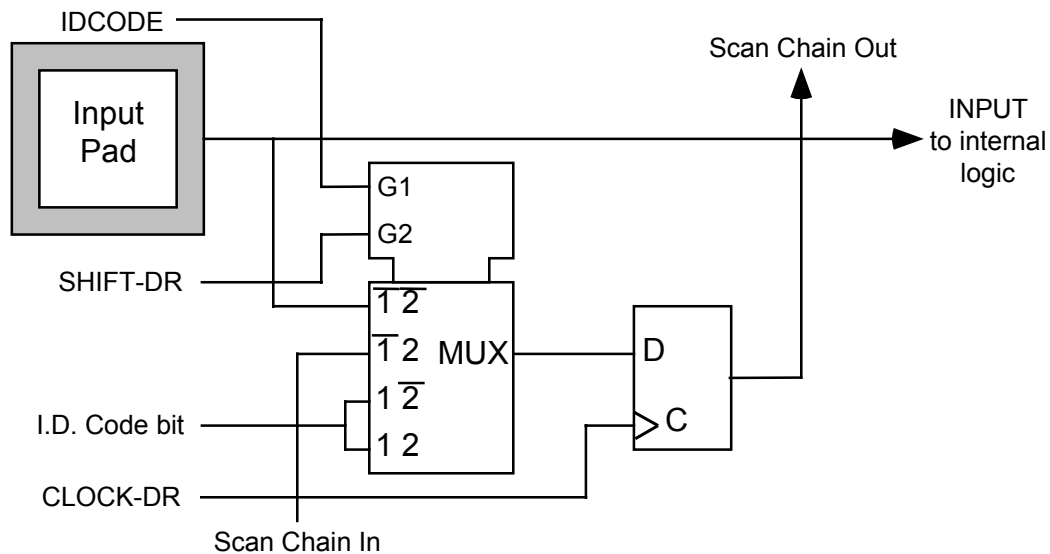 IDCODE
Scan Chain Out
Input
Pad
INPUT
to internal
logic
G1
G2
SHIFT-DR
1̅ 2̅
1̅ 2
MUX
D
1 2̅
I.D. Code bit
C
1 2
CLOCK-DR
Scan Chain In